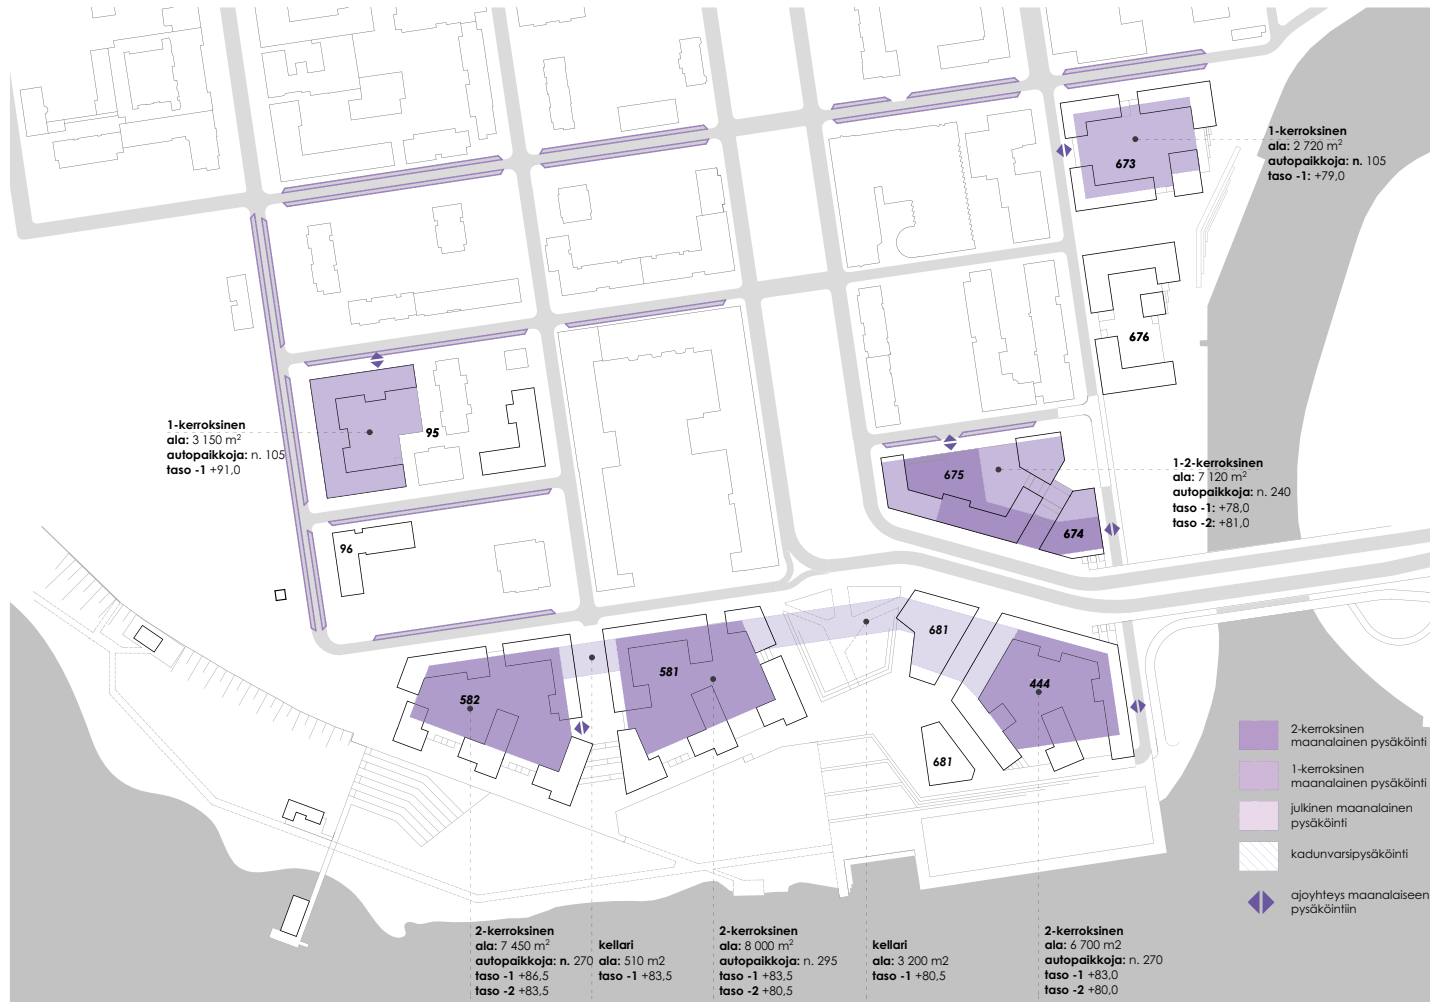 1-kerroksinen
ala: 2 720 m²
autopaikkoja: n. 105
taso -1: +79,0
673
676
1-kerroksinen
ala: 3 150 m²
autopaikkoja: n. 105
taso -1 +91,0
95
96
675
674
1-2-kerroksinen
ala: 7 120 m²
autopaikkoja: n. 240
taso -1: +78,0
taso -2: +81,0
582
581
681
444
681
2-kerroksinen
maanalainen pysäköinti
1-kerroksinen
maanalainen pysäköinti
julkinen maanalainen
pysäköinti
kadunvarsipysäköinti
ajoyhteys maanalaiseen
pysäköintiin
2-kerroksinen
ala: 7 450 m²
autopaikkoja: n. 270
taso -1 +86,5
taso -2 +83,5
kellari
ala: 510 m2
taso -1 +83,5
2-kerroksinen
ala: 8 000 m²
autopaikkoja: n. 295
taso -1 +83,5
taso -2 +80,5
kellari
ala: 3 200 m2
taso -1 +80,5
2-kerroksinen
ala: 6 700 m2
autopaikkoja: n. 270
taso -1 +83,0
taso -2 +80,0